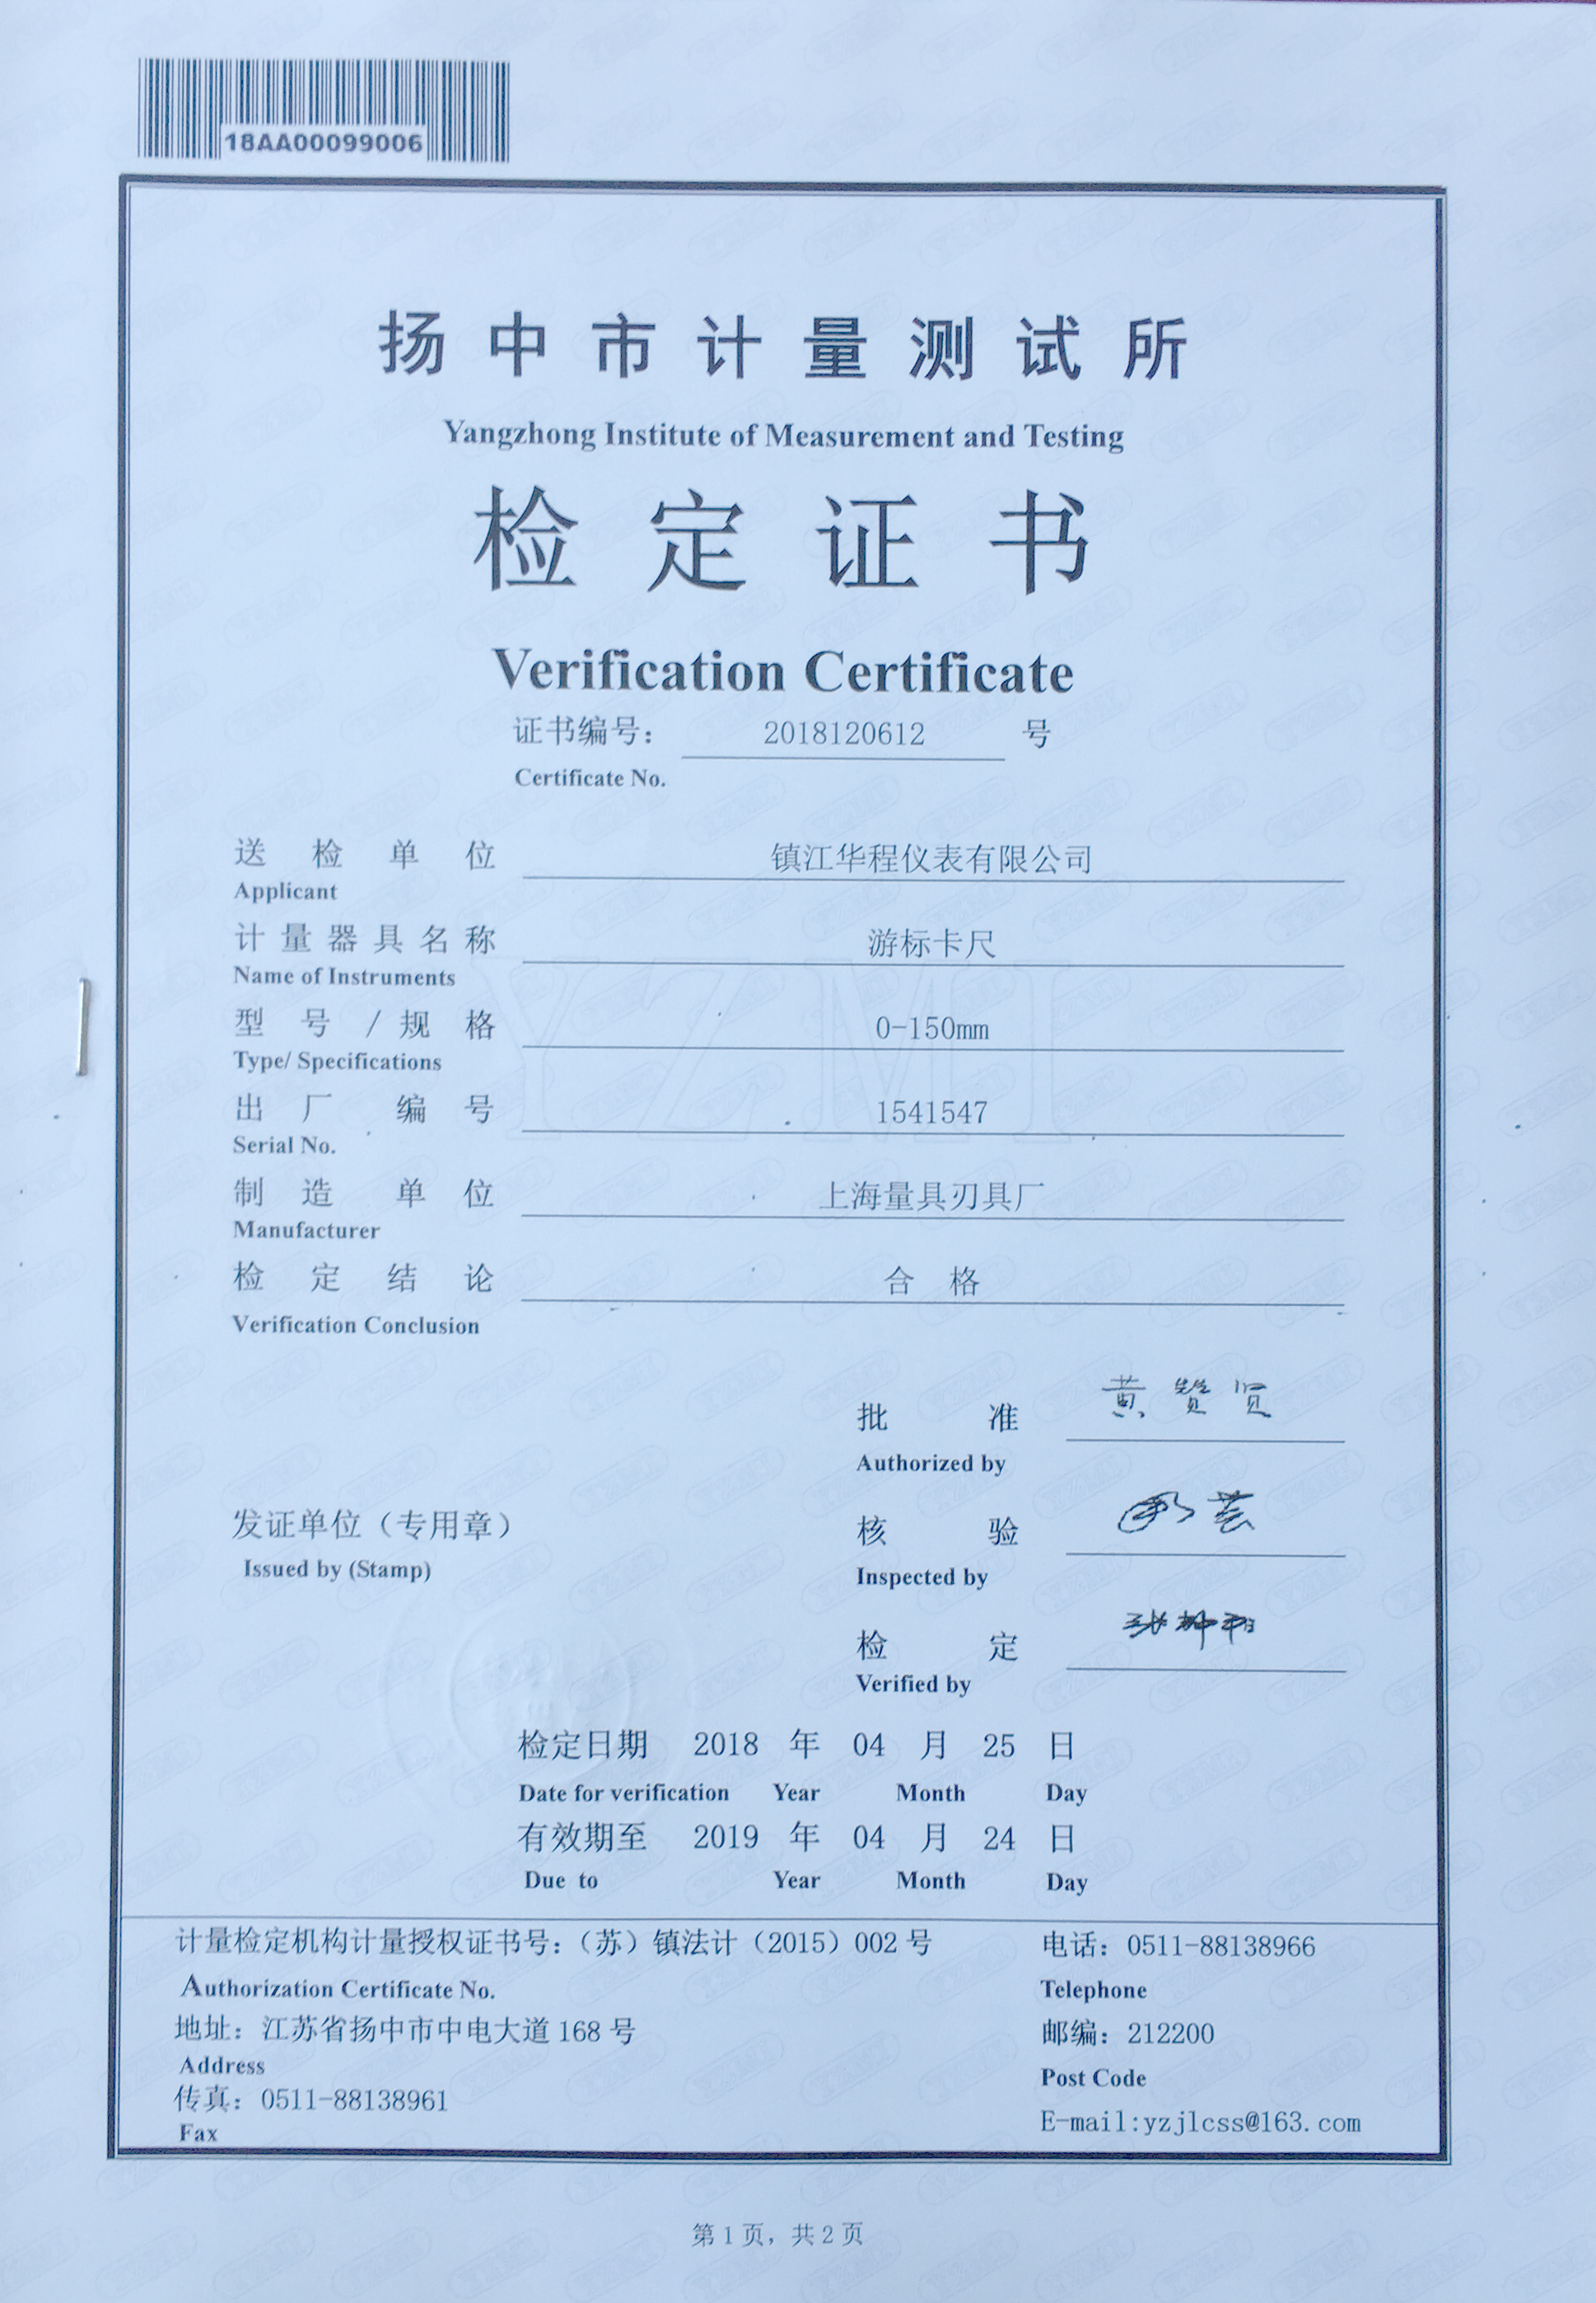 18AA00099006
扬中市计量测试所
Yangzhong Institute of Measurement and Testing
检定证书
Verification Certificate
证书编号： 2018120612 号
Certificate No.
送检单位 镇江华程仪表有限公司
Applicant
计量器具名称 游标卡尺
Name of Instruments
型号/规格 0-150mm
Type/ Specifications
出厂编号 1541547
Serial No.
制造单位 上海量具刃具厂
Manufacturer
检定结论 合格
Verification Conclusion
批准 黄赞贤
Authorized by
发证单位（专用章）
Issued by (Stamp)
核验
Inspected by
检定
Verified by
检定日期 2018 年 04 月 25 日
Date for verification Year Month Day
有效期至 2019 年 04 月 24 日
Due to Year Month Day
计量检定机构计量授权证书号：（苏）镇法计（2015）002号
Authorization Certificate No.
电话：0511-88138966
Telephone
地址：江苏省扬中市中电大道168号
Address
邮编：212200
Post Code
传真：0511-88138961
Fax
E-mail:yzjlcss@163.com
第1页，共2页
YZMI